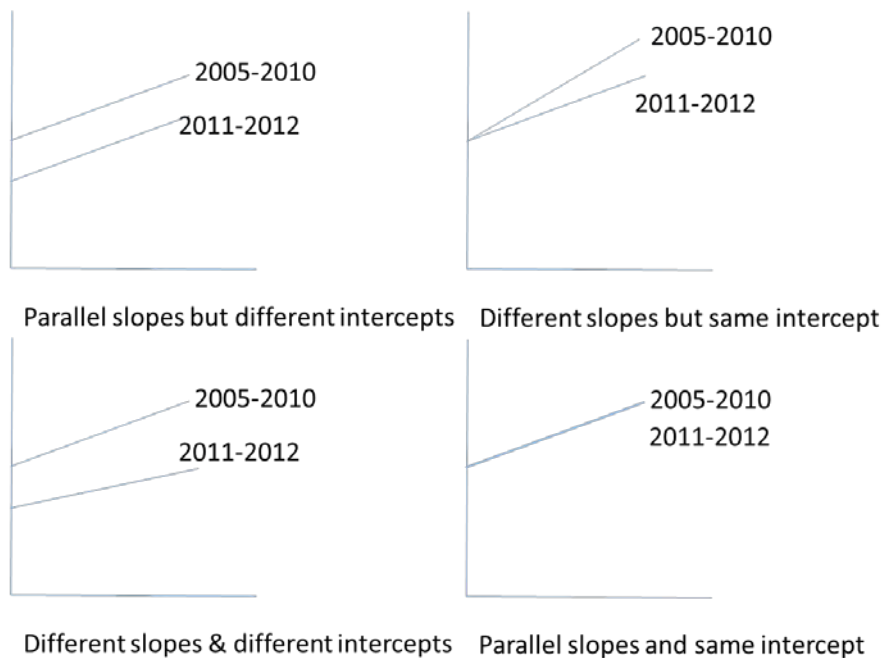 2005-2010
2011-2012
Parallel slopes but different intercepts
2005-2010
2011-2012
Different slopes but same intercept
2005-2010
2011-2012
Different slopes & different intercepts
2005-2010
2011-2012
Parallel slopes and same intercept